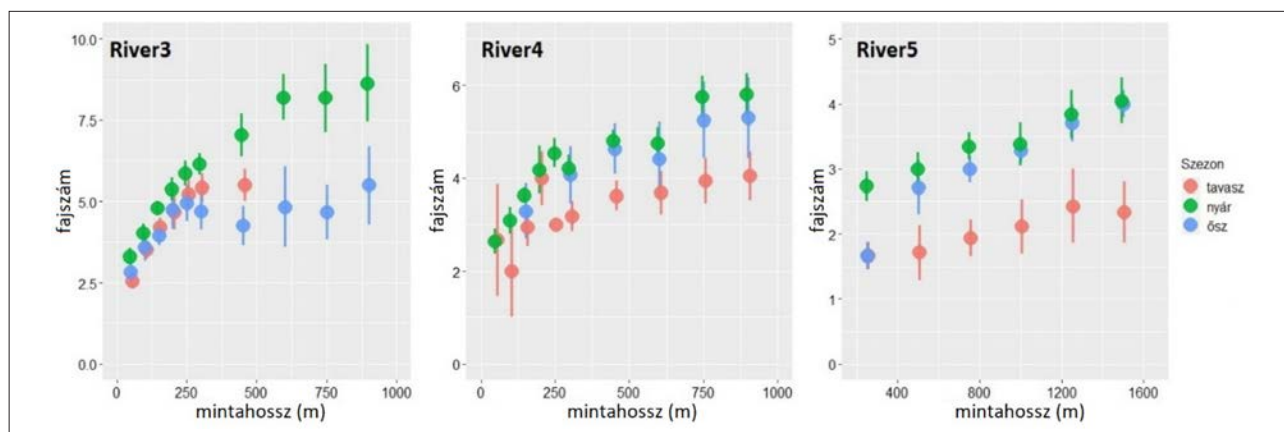 River3
10.0
7.5
5.0
2.5
0.0
fajszám
0 250 500 750 1000
mintahossz (m)
River4
6
4
2
0
fajszám
0 250 500 750 1000
mintahossz (m)
River5
5
4
3
2
1
0
fajszám
400 800 1200 1600
mintahossz (m)
Szezon
tavasz
nyár
ősz